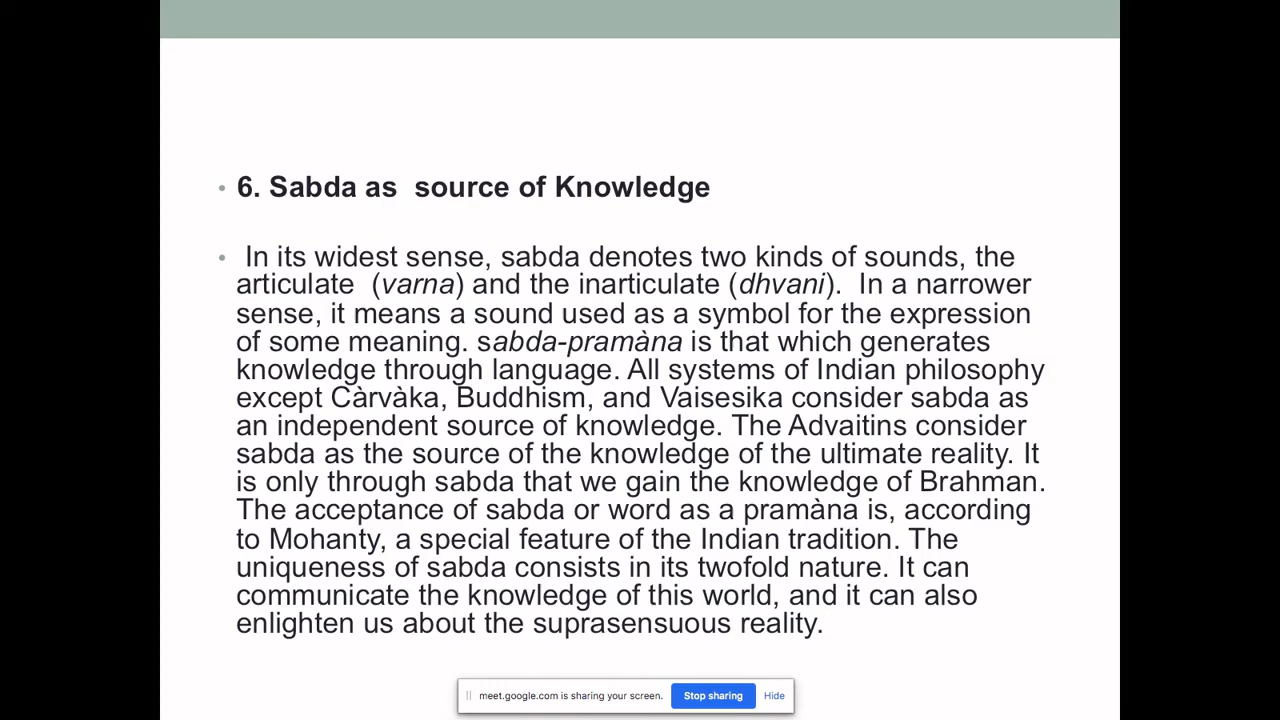 • 6. Sabda as  source of Knowledge
• In its widest sense, sabda denotes two kinds of sounds, the
articulate  (varna) and the inarticulate (dhvani).  In a narrower
sense, it means a sound used as a symbol for the expression
of some meaning. sabda-pramàna is that which generates
knowledge through language. All systems of Indian philosophy
except Càrvàka, Buddhism, and Vaisesika consider sabda as
an independent source of knowledge. The Advaitins consider
sabda as the source of the knowledge of the ultimate reality. It
is only through sabda that we gain the knowledge of Brahman.
The acceptance of sabda or word as a pramàna is, according
to Mohanty, a special feature of the Indian tradition. The
uniqueness of sabda consists in its twofold nature. It can
communicate the knowledge of this world, and it can also
enlighten us about the suprasensuous reality.
meet.google.com is sharing your screen. Stop sharing Hide